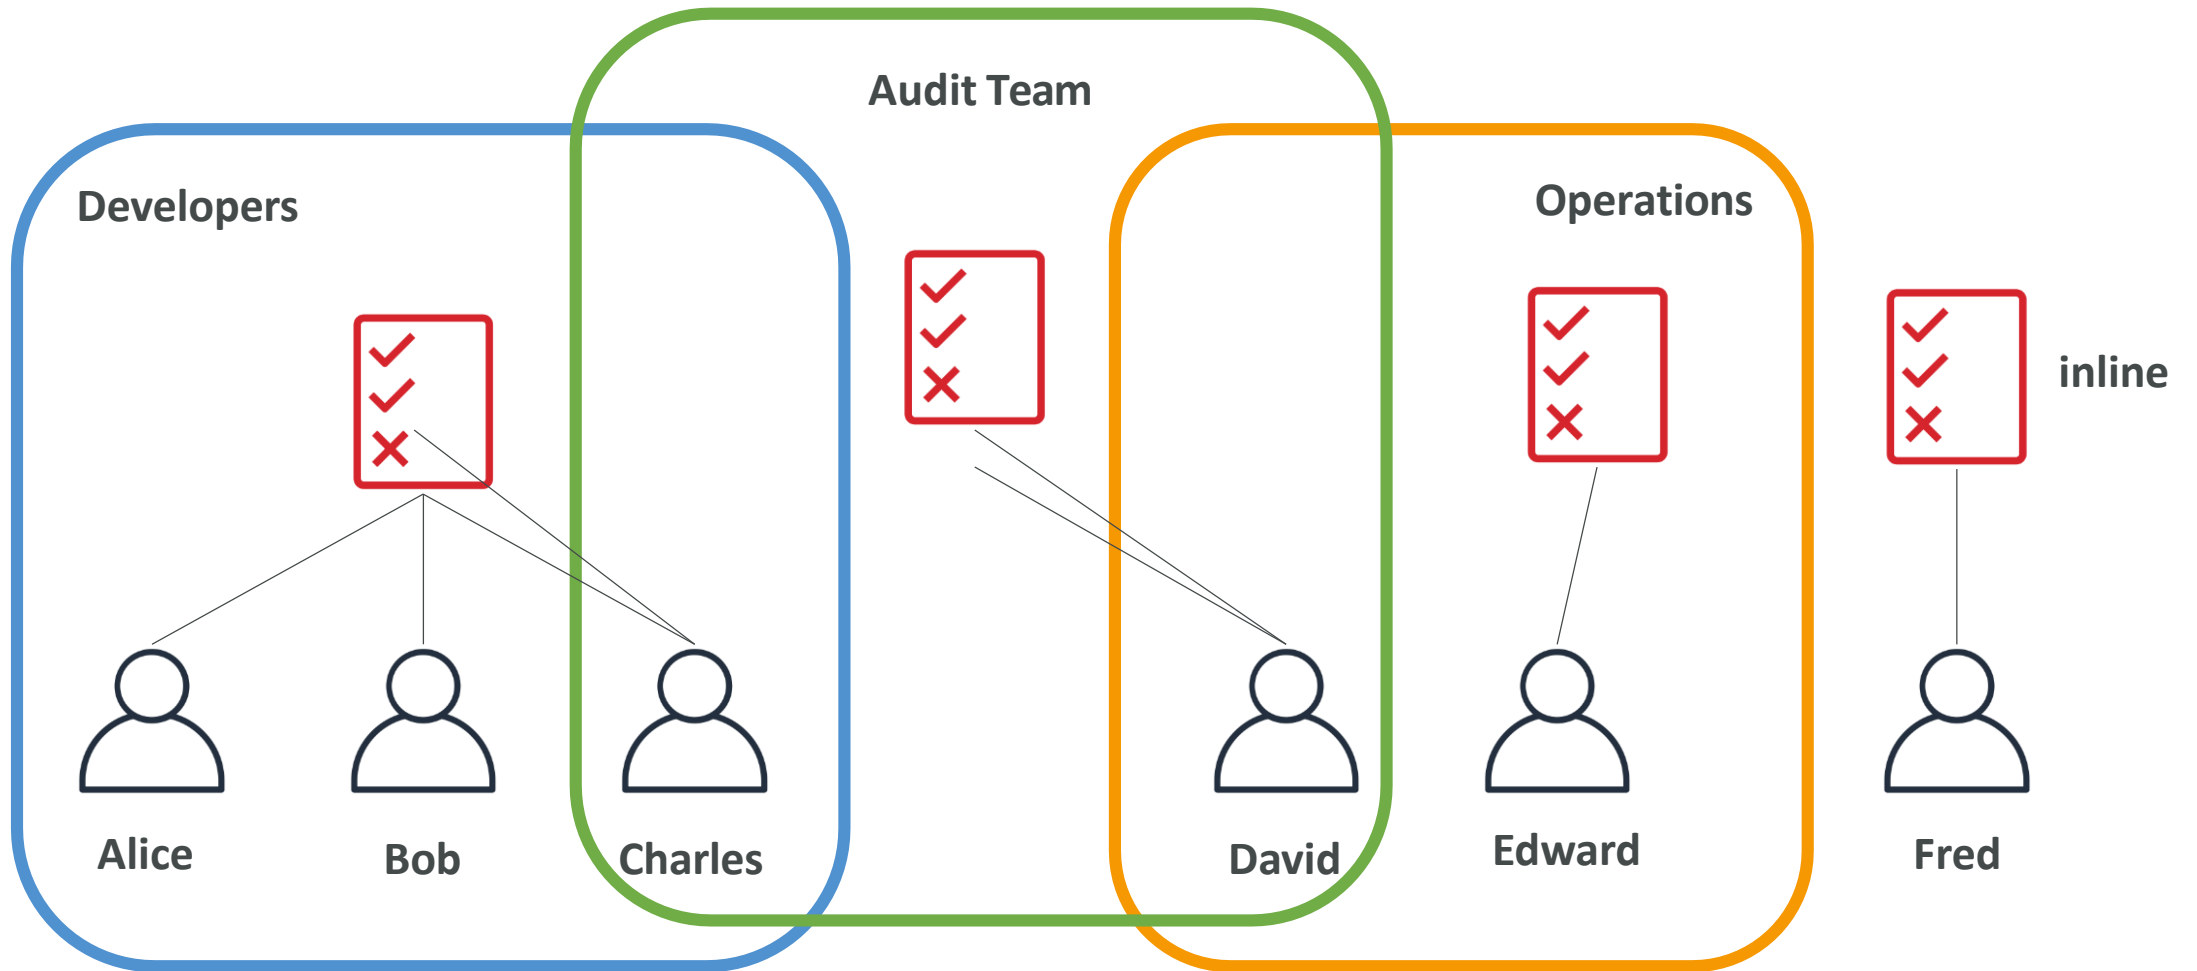 Audit Team
Developers
Operations
inline
Alice
Bob
Charles
David
Edward
Fred